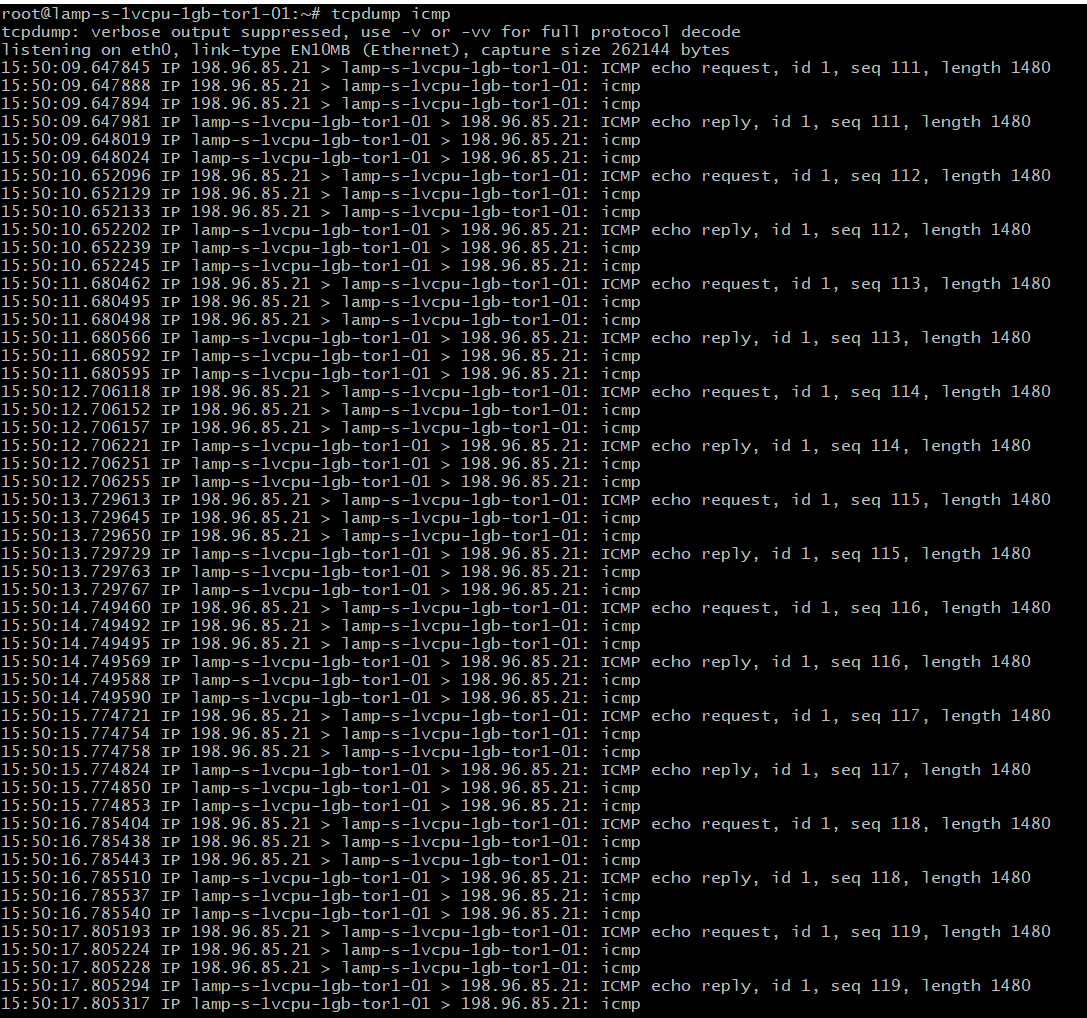 root@lamp-s-1vcpu-1gb-tor1-01:~# tcpdump icmp
tcpdump: verbose output suppressed, use -v or -vv for full protocol decode
listening on eth0, link-type EN10MB (Ethernet), capture size 262144 bytes
15:50:09.647845 IP 198.96.85.21 > lamp-s-1vcpu-1gb-tor1-01: ICMP echo request, id 1, seq 111, length 1480
15:50:09.647888 IP 198.96.85.21 > lamp-s-1vcpu-1gb-tor1-01: icmp
15:50:09.647894 IP 198.96.85.21 > lamp-s-1vcpu-1gb-tor1-01: icmp
15:50:09.647981 IP lamp-s-1vcpu-1gb-tor1-01 > 198.96.85.21: ICMP echo reply, id 1, seq 111, length 1480
15:50:09.648019 IP lamp-s-1vcpu-1gb-tor1-01 > 198.96.85.21: icmp
15:50:09.648024 IP lamp-s-1vcpu-1gb-tor1-01 > 198.96.85.21: icmp
15:50:10.652096 IP 198.96.85.21 > lamp-s-1vcpu-1gb-tor1-01: ICMP echo request, id 1, seq 112, length 1480
15:50:10.652129 IP 198.96.85.21 > lamp-s-1vcpu-1gb-tor1-01: icmp
15:50:10.652133 IP 198.96.85.21 > lamp-s-1vcpu-1gb-tor1-01: icmp
15:50:10.652202 IP lamp-s-1vcpu-1gb-tor1-01 > 198.96.85.21: ICMP echo reply, id 1, seq 112, length 1480
15:50:10.652239 IP lamp-s-1vcpu-1gb-tor1-01 > 198.96.85.21: icmp
15:50:10.652245 IP lamp-s-1vcpu-1gb-tor1-01 > 198.96.85.21: icmp
15:50:11.680462 IP 198.96.85.21 > lamp-s-1vcpu-1gb-tor1-01: ICMP echo request, id 1, seq 113, length 1480
15:50:11.680495 IP 198.96.85.21 > lamp-s-1vcpu-1gb-tor1-01: icmp
15:50:11.680498 IP 198.96.85.21 > lamp-s-1vcpu-1gb-tor1-01: icmp
15:50:11.680566 IP lamp-s-1vcpu-1gb-tor1-01 > 198.96.85.21: ICMP echo reply, id 1, seq 113, length 1480
15:50:11.680592 IP lamp-s-1vcpu-1gb-tor1-01 > 198.96.85.21: icmp
15:50:11.680595 IP lamp-s-1vcpu-1gb-tor1-01 > 198.96.85.21: icmp
15:50:12.706118 IP 198.96.85.21 > lamp-s-1vcpu-1gb-tor1-01: ICMP echo request, id 1, seq 114, length 1480
15:50:12.706152 IP 198.96.85.21 > lamp-s-1vcpu-1gb-tor1-01: icmp
15:50:12.706157 IP 198.96.85.21 > lamp-s-1vcpu-1gb-tor1-01: icmp
15:50:12.706221 IP lamp-s-1vcpu-1gb-tor1-01 > 198.96.85.21: ICMP echo reply, id 1, seq 114, length 1480
15:50:12.706251 IP lamp-s-1vcpu-1gb-tor1-01 > 198.96.85.21: icmp
15:50:12.706255 IP lamp-s-1vcpu-1gb-tor1-01 > 198.96.85.21: icmp
15:50:13.729613 IP 198.96.85.21 > lamp-s-1vcpu-1gb-tor1-01: ICMP echo request, id 1, seq 115, length 1480
15:50:13.729645 IP 198.96.85.21 > lamp-s-1vcpu-1gb-tor1-01: icmp
15:50:13.729650 IP 198.96.85.21 > lamp-s-1vcpu-1gb-tor1-01: icmp
15:50:13.729729 IP lamp-s-1vcpu-1gb-tor1-01 > 198.96.85.21: ICMP echo reply, id 1, seq 115, length 1480
15:50:13.729763 IP lamp-s-1vcpu-1gb-tor1-01 > 198.96.85.21: icmp
15:50:13.729767 IP lamp-s-1vcpu-1gb-tor1-01 > 198.96.85.21: icmp
15:50:14.749460 IP 198.96.85.21 > lamp-s-1vcpu-1gb-tor1-01: ICMP echo request, id 1, seq 116, length 1480
15:50:14.749492 IP 198.96.85.21 > lamp-s-1vcpu-1gb-tor1-01: icmp
15:50:14.749495 IP 198.96.85.21 > lamp-s-1vcpu-1gb-tor1-01: icmp
15:50:14.749569 IP lamp-s-1vcpu-1gb-tor1-01 > 198.96.85.21: ICMP echo reply, id 1, seq 116, length 1480
15:50:14.749588 IP lamp-s-1vcpu-1gb-tor1-01 > 198.96.85.21: icmp
15:50:14.749590 IP lamp-s-1vcpu-1gb-tor1-01 > 198.96.85.21: icmp
15:50:15.774721 IP 198.96.85.21 > lamp-s-1vcpu-1gb-tor1-01: ICMP echo request, id 1, seq 117, length 1480
15:50:15.774754 IP 198.96.85.21 > lamp-s-1vcpu-1gb-tor1-01: icmp
15:50:15.774758 IP 198.96.85.21 > lamp-s-1vcpu-1gb-tor1-01: icmp
15:50:15.774824 IP lamp-s-1vcpu-1gb-tor1-01 > 198.96.85.21: ICMP echo reply, id 1, seq 117, length 1480
15:50:15.774850 IP lamp-s-1vcpu-1gb-tor1-01 > 198.96.85.21: icmp
15:50:15.774853 IP lamp-s-1vcpu-1gb-tor1-01 > 198.96.85.21: icmp
15:50:16.785404 IP 198.96.85.21 > lamp-s-1vcpu-1gb-tor1-01: ICMP echo request, id 1, seq 118, length 1480
15:50:16.785438 IP 198.96.85.21 > lamp-s-1vcpu-1gb-tor1-01: icmp
15:50:16.785443 IP 198.96.85.21 > lamp-s-1vcpu-1gb-tor1-01: icmp
15:50:16.785510 IP lamp-s-1vcpu-1gb-tor1-01 > 198.96.85.21: ICMP echo reply, id 1, seq 118, length 1480
15:50:16.785537 IP lamp-s-1vcpu-1gb-tor1-01 > 198.96.85.21: icmp
15:50:16.785540 IP lamp-s-1vcpu-1gb-tor1-01 > 198.96.85.21: icmp
15:50:17.805193 IP 198.96.85.21 > lamp-s-1vcpu-1gb-tor1-01: ICMP echo request, id 1, seq 119, length 1480
15:50:17.805224 IP 198.96.85.21 > lamp-s-1vcpu-1gb-tor1-01: icmp
15:50:17.805228 IP 198.96.85.21 > lamp-s-1vcpu-1gb-tor1-01: icmp
15:50:17.805294 IP lamp-s-1vcpu-1gb-tor1-01 > 198.96.85.21: ICMP echo reply, id 1, seq 119, length 1480
15:50:17.805317 IP lamp-s-1vcpu-1gb-tor1-01 > 198.96.85.21: icmp